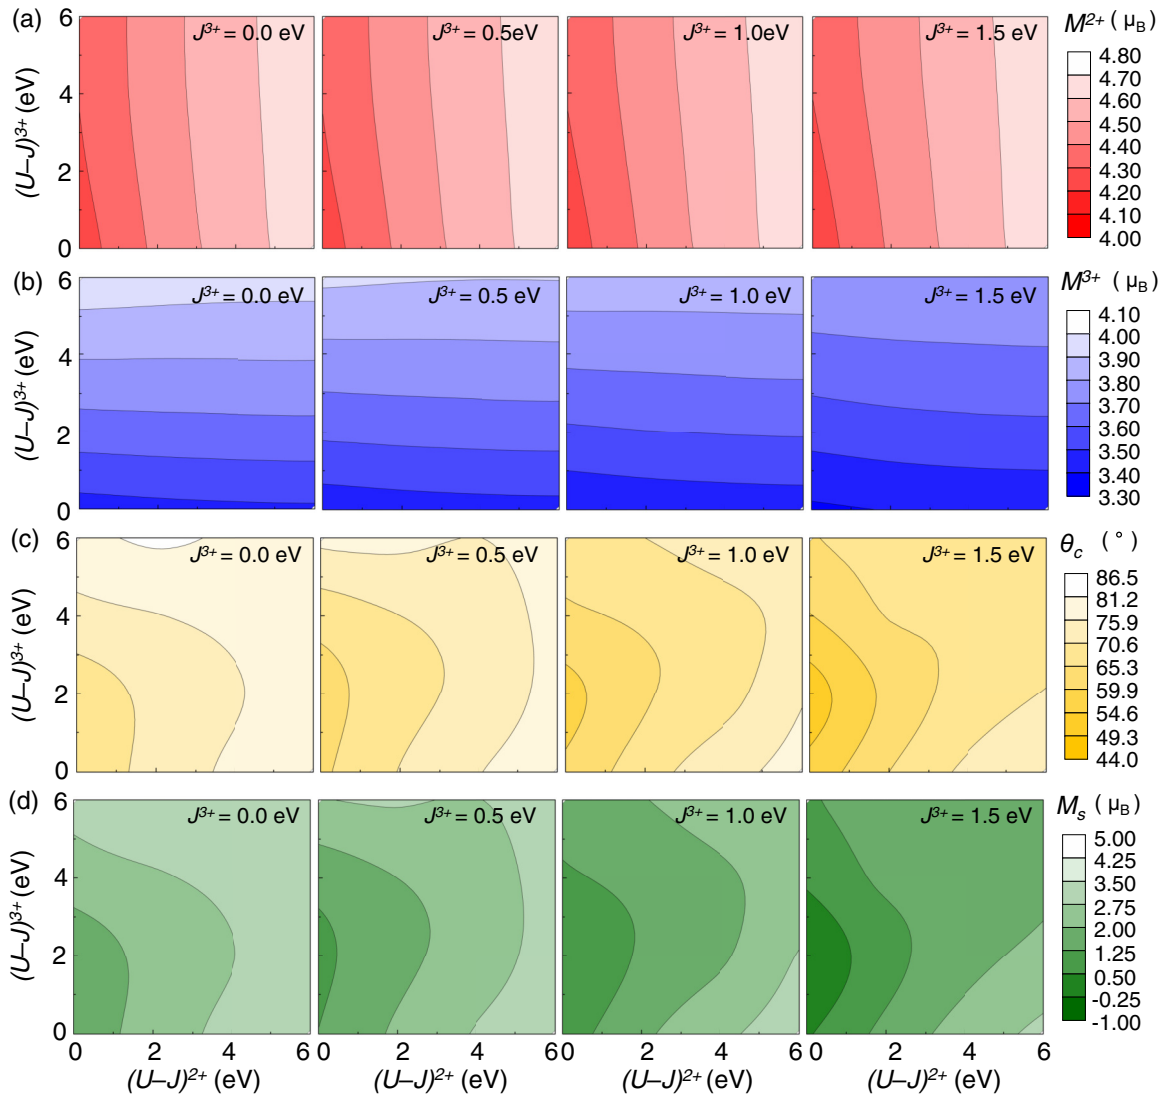 (a)
J³⁺ = 0.0 eV
J³⁺ = 0.5eV
J³⁺ = 1.0eV
J³⁺ = 1.5 eV
M²⁺ ( μ_B)
4.80
4.70
4.60
4.50
4.40
4.30
4.20
4.10
4.00
(U–J)³⁺ (eV)
6
4
2
0
(b)
J³⁺ = 0.0 eV
J³⁺ = 0.5 eV
J³⁺ = 1.0 eV
J³⁺ = 1.5 eV
M³⁺ ( μ_B)
4.10
4.00
3.90
3.80
3.70
3.60
3.50
3.40
3.30
(U–J)³⁺ (eV)
6
4
2
0
(c)
J³⁺ = 0.0 eV
J³⁺ = 0.5 eV
J³⁺ = 1.0 eV
J³⁺ = 1.5 eV
θ_c ( ° )
86.5
81.2
75.9
70.6
65.3
59.9
54.6
49.3
44.0
(U–J)³⁺ (eV)
6
4
2
0
(d)
J³⁺ = 0.0 eV
J³⁺ = 0.5 eV
J³⁺ = 1.0 eV
J³⁺ = 1.5 eV
M_s ( μ_B)
5.00
4.25
3.50
2.75
2.00
1.25
0.50
-0.25
-1.00
(U–J)³⁺ (eV)
6
4
2
0
0 2 4 6 0 2 4 6 0 2 4 6 0 2 4 6
(U–J)²⁺ (eV) (U–J)²⁺ (eV) (U–J)²⁺ (eV) (U–J)²⁺ (eV)